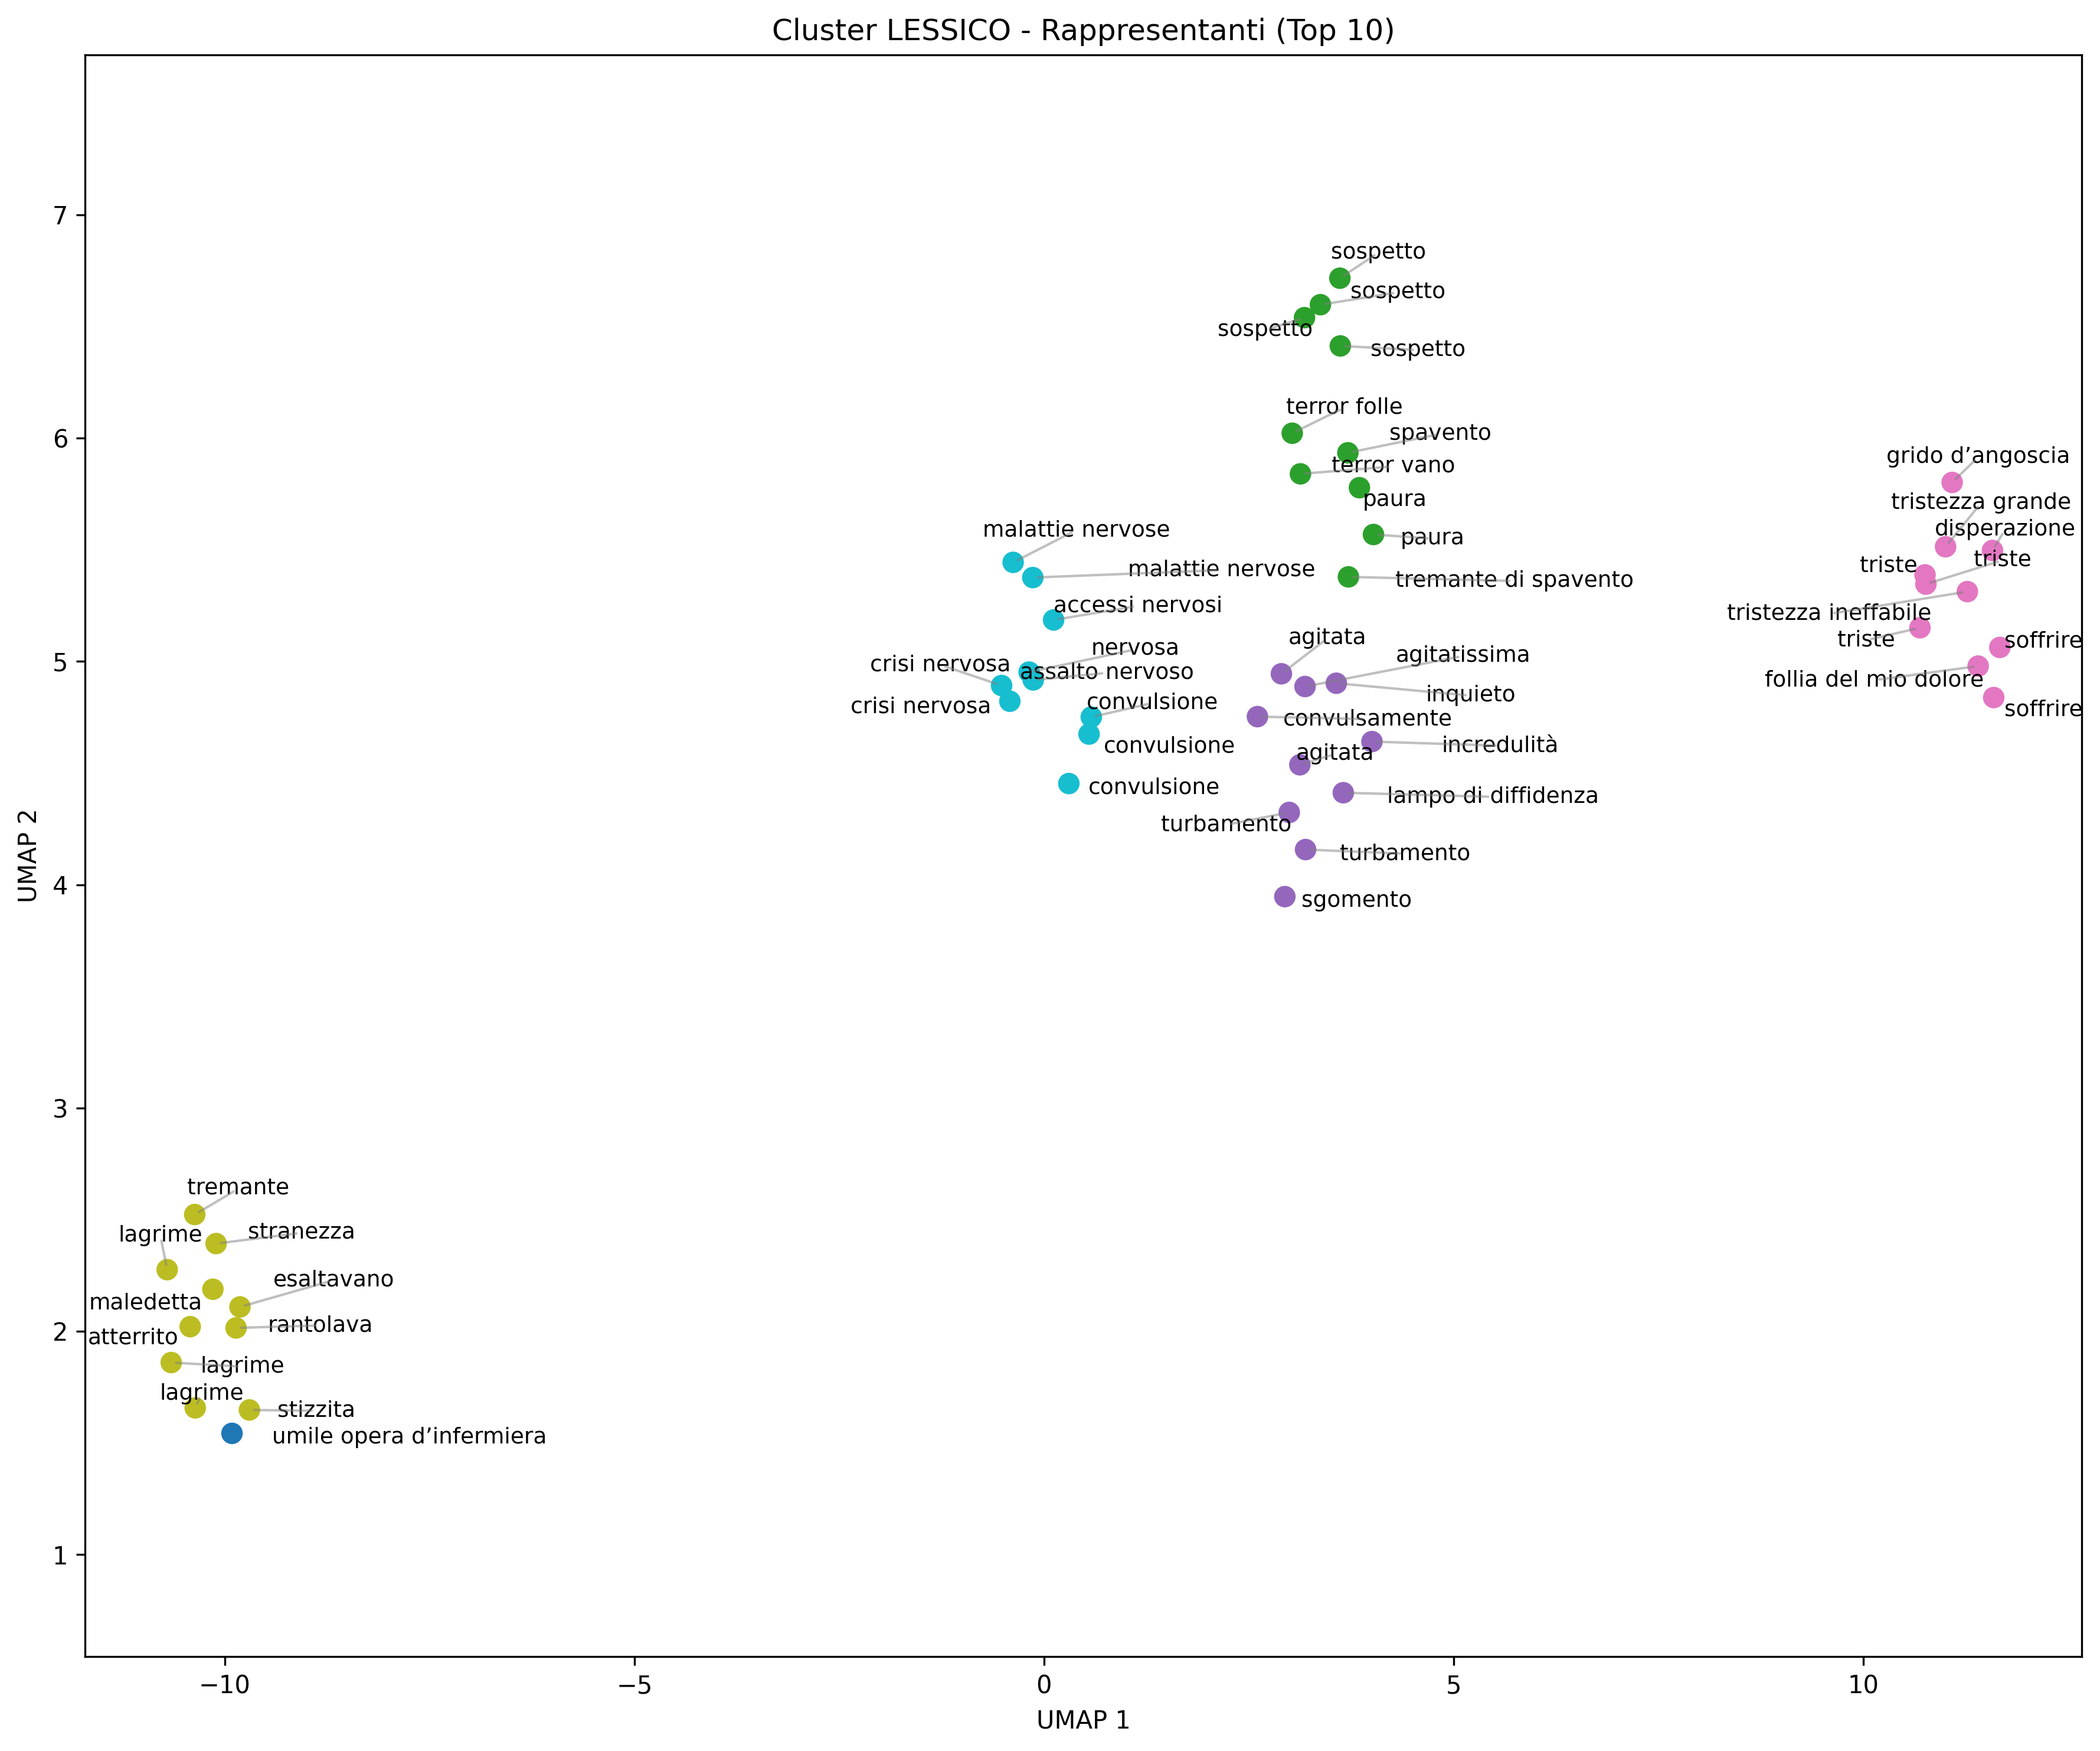 Cluster LESSICO - Rappresentanti (Top 10)
sospetto
sospetto
sospetto
sospetto
terror folle
spavento
terror vano
paura
paura
tremante di spavento
grido d’angoscia
tristezza grande
disperazione
triste
triste
tristezza ineffabile
triste
soffrire
follia del mio dolore
soffrire
malattie nervose
malattie nervose
accessi nervosi
nervosa
crisi nervosa
assalto nervoso
crisi nervosa
convulsione
convulsione
convulsione
agitata
agitatissima
inquieto
convulsamente
incredulità
agitata
lampo di diffidenza
turbamento
turbamento
sgomento
tremante
lagrime
stranezza
esaltavano
maledetta
rantolava
atterrito
lagrime
lagrime
stizzita
umile opera d’infermiera
7
6
5
4
3
2
1
UMAP 2
−10
−5
0
5
10
UMAP 1